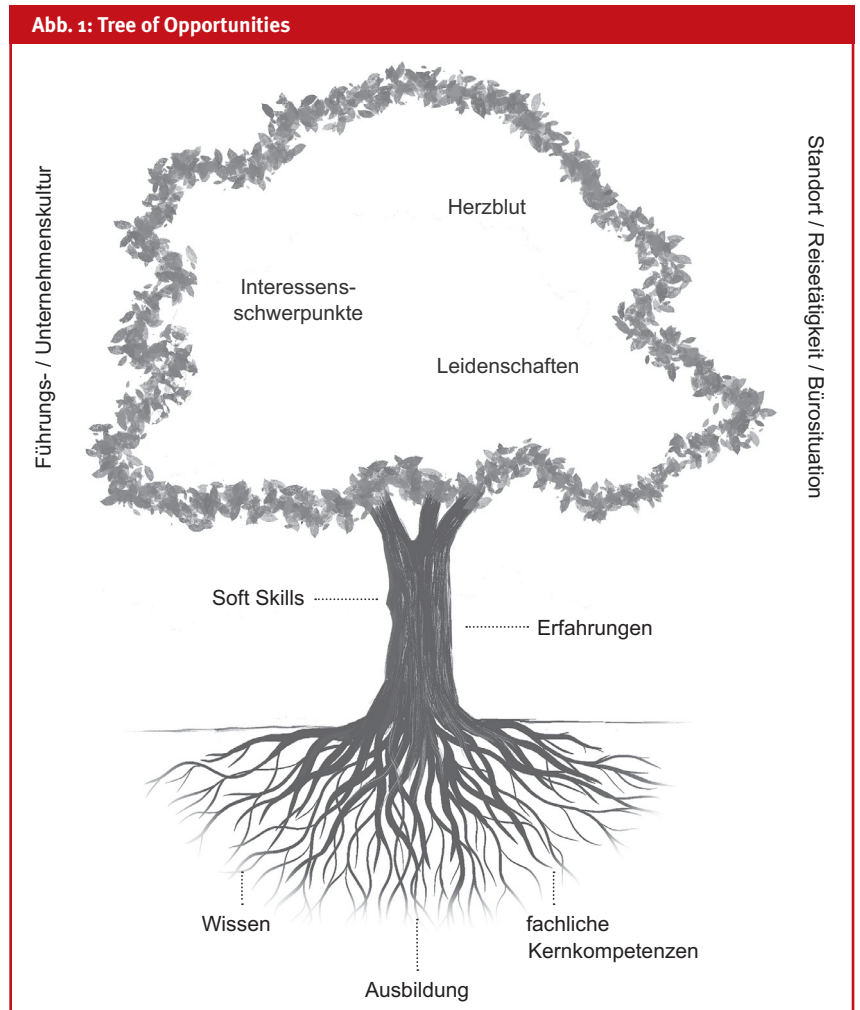 Abb. 1: Tree of Opportunities
Führungs- / Unternehmenskultur
Standort / Reisetätigkeit / Bürosituation
Herzblut
Interessens-
schwerpunkte
Leidenschaften
Soft Skills
Erfahrungen
Wissen
fachliche
Kernkompetenzen
Ausbildung